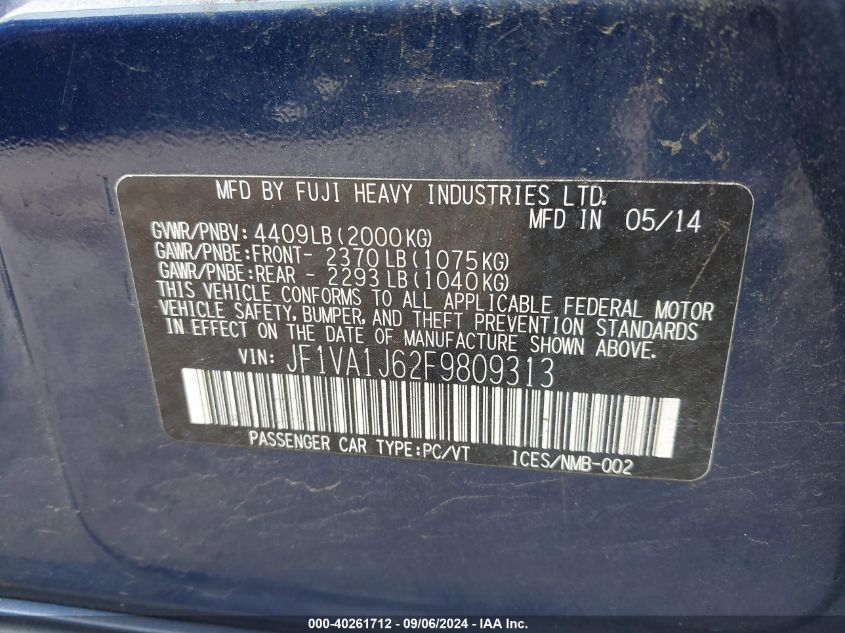 MFD BY FUJI HEAVY INDUSTRIES LTD.
MFD IN 05/14
GVWR/PNBV: 4409LB(2000KG)
GAWR/PNBE:FRONT- 2370LB(1075KG)
GAWR/PNBE:REAR - 2293LB(1040KG)
THIS VEHICLE CONFORMS TO ALL APPLICABLE FEDERAL MOTOR
VEHICLE SAFETY, BUMPER, AND THEFT PREVENTION STANDARDS
IN EFFECT ON THE DATE OF MANUFACTURE SHOWN ABOVE.
VIN: JF1VA1J62F9809313
PASSENGER CAR TYPE:PC/VT ICES/NMB-002
000-40261712 - 09/06/2024 - www.iaai.com